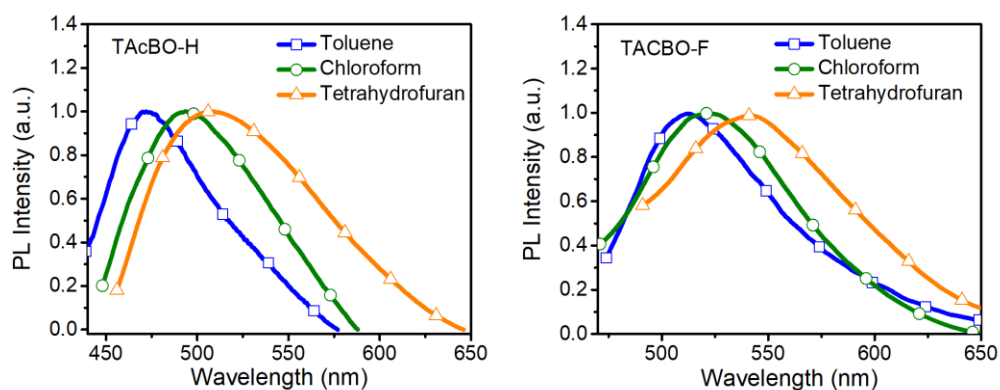 1.4
TAcBO-H
1.2
Toluene
Chloroform
1.0
Tetrahydrofuran
0.8
0.6
0.4
0.2
0.0
450 500 550 600 650
Wavelength (nm)
PL Intensity (a.u.)
1.4
TACBO-F
1.2
Toluene
Chloroform
1.0
Tetrahydrofuran
0.8
0.6
0.4
0.2
0.0
500 550 600 650
Wavelength (nm)
PL Intensity (a.u.)